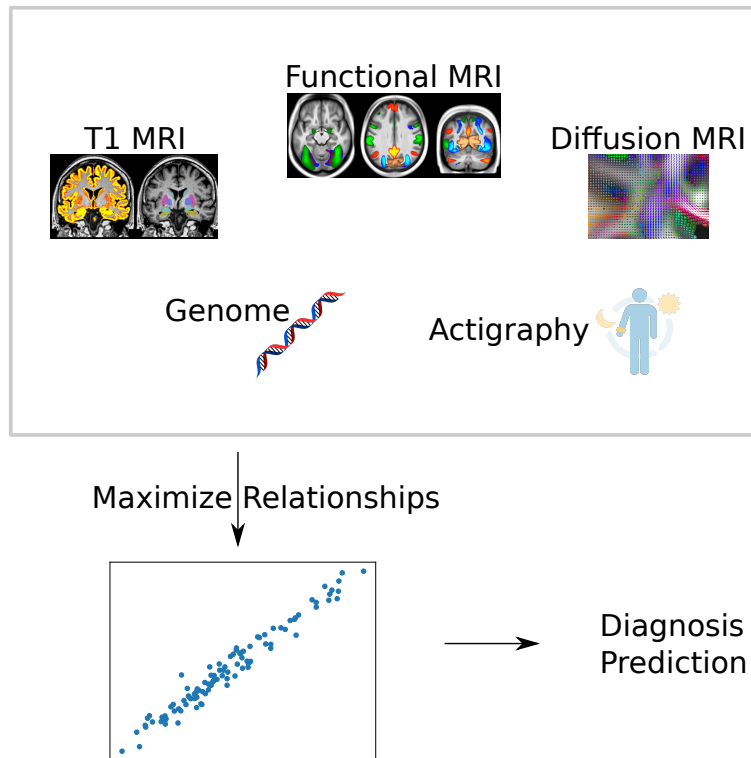 Functional MRI
T1 MRI
Diffusion MRI
Genome
Actigraphy
Maximize Relationships
Diagnosis
Prediction